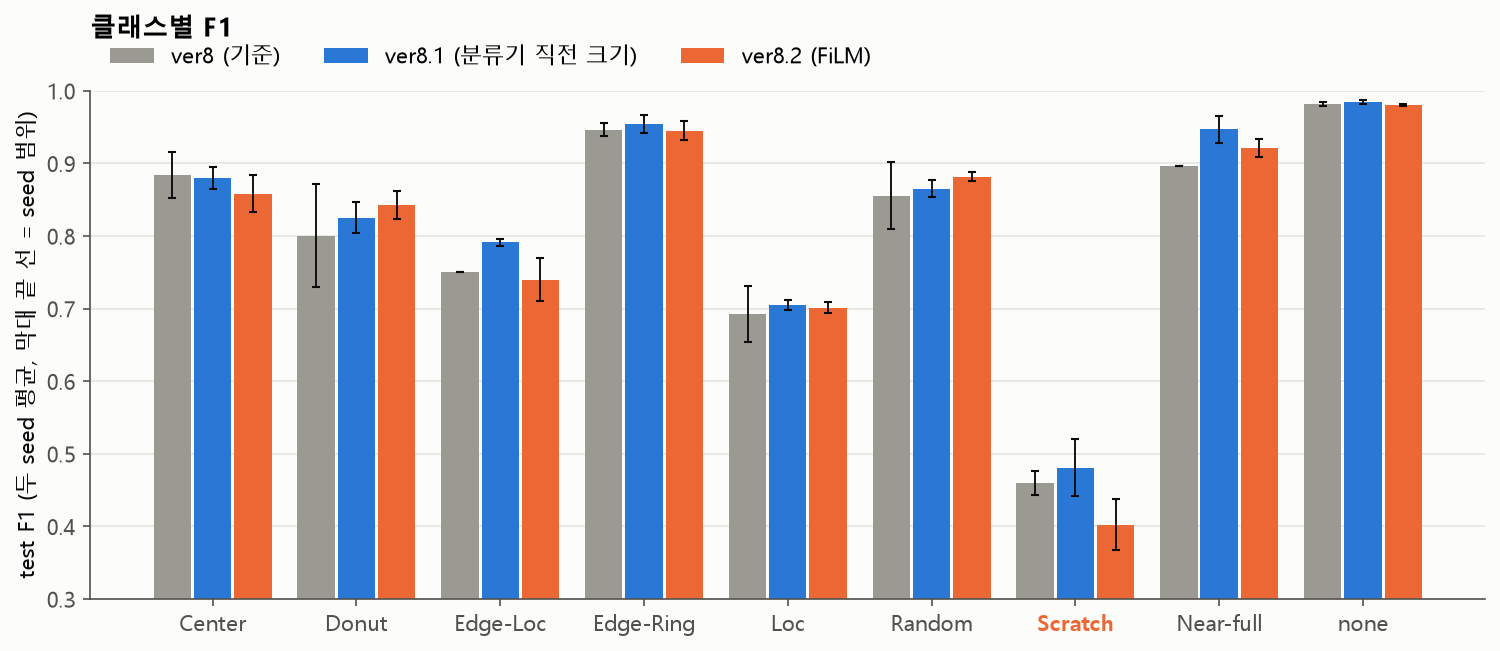 클래스별 F1
ver8 (기준)
ver8.1 (분류기 직전 크기)
ver8.2 (FiLM)
test F1 (두 seed 평균, 막대 끝 선 = seed 범위)
1.0
0.9
0.8
0.7
0.6
0.5
0.4
0.3
Center
Donut
Edge-Loc
Edge-Ring
Loc
Random
Scratch
Near-full
none